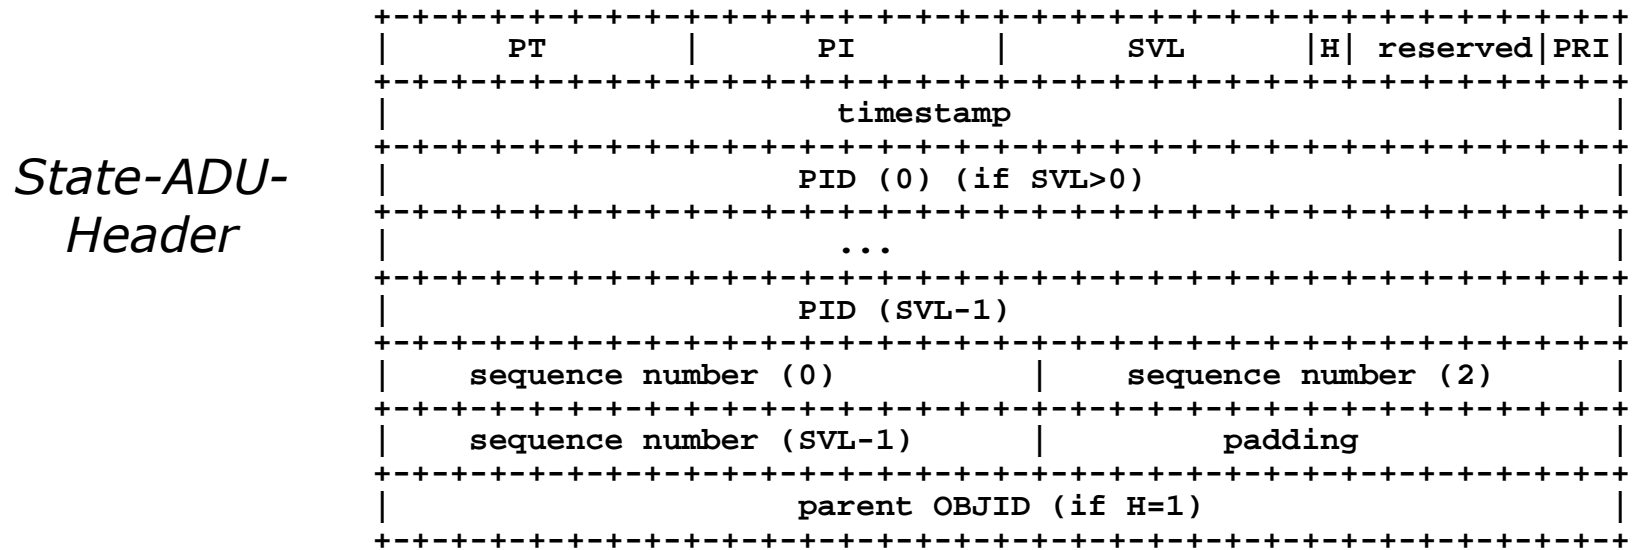 State-ADU-
Header
+-+-+-+-+-+-+-+-+-+-+-+-+-+-+-+-+-+-+-+-+-+-+-+-+-+-+-+-+-+-+-+-+
|      PT       |      PI       |      SVL      |H| reserved|PRI|
+-+-+-+-+-+-+-+-+-+-+-+-+-+-+-+-+-+-+-+-+-+-+-+-+-+-+-+-+-+-+-+-+
|                       timestamp                               |
+-+-+-+-+-+-+-+-+-+-+-+-+-+-+-+-+-+-+-+-+-+-+-+-+-+-+-+-+-+-+-+-+
|                     PID (0) (if SVL>0)                        |
+-+-+-+-+-+-+-+-+-+-+-+-+-+-+-+-+-+-+-+-+-+-+-+-+-+-+-+-+-+-+-+-+
|                       ...                                     |
+-+-+-+-+-+-+-+-+-+-+-+-+-+-+-+-+-+-+-+-+-+-+-+-+-+-+-+-+-+-+-+-+
|                     PID (SVL-1)                               |
+-+-+-+-+-+-+-+-+-+-+-+-+-+-+-+-+-+-+-+-+-+-+-+-+-+-+-+-+-+-+-+-+
|    sequence number (0)          |    sequence number (2)      |
+-+-+-+-+-+-+-+-+-+-+-+-+-+-+-+-+-+-+-+-+-+-+-+-+-+-+-+-+-+-+-+-+
|    sequence number (SVL-1)      |         padding             |
+-+-+-+-+-+-+-+-+-+-+-+-+-+-+-+-+-+-+-+-+-+-+-+-+-+-+-+-+-+-+-+-+
|                     parent OBJID (if H=1)                     |
+-+-+-+-+-+-+-+-+-+-+-+-+-+-+-+-+-+-+-+-+-+-+-+-+-+-+-+-+-+-+-+-+